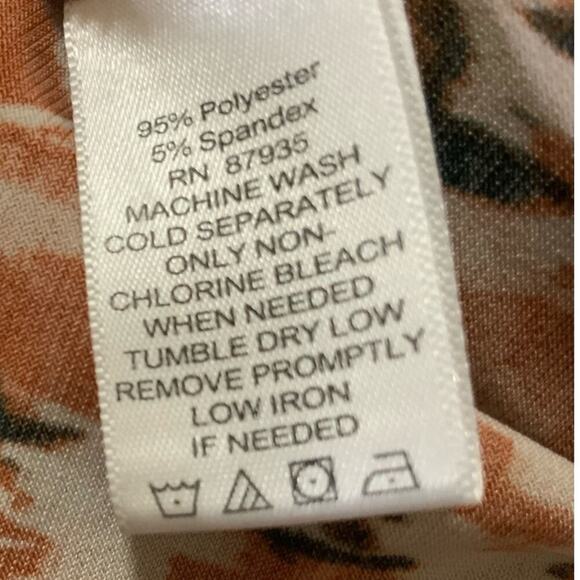 95% Polyester
5% Spandex
RN 87935
MACHINE WASH
COLD SEPARATELY
ONLY NON-
CHLORINE BLEACH
WHEN NEEDED
TUMBLE DRY LOW
REMOVE PROMPTLY
LOW IRON
IF NEEDED